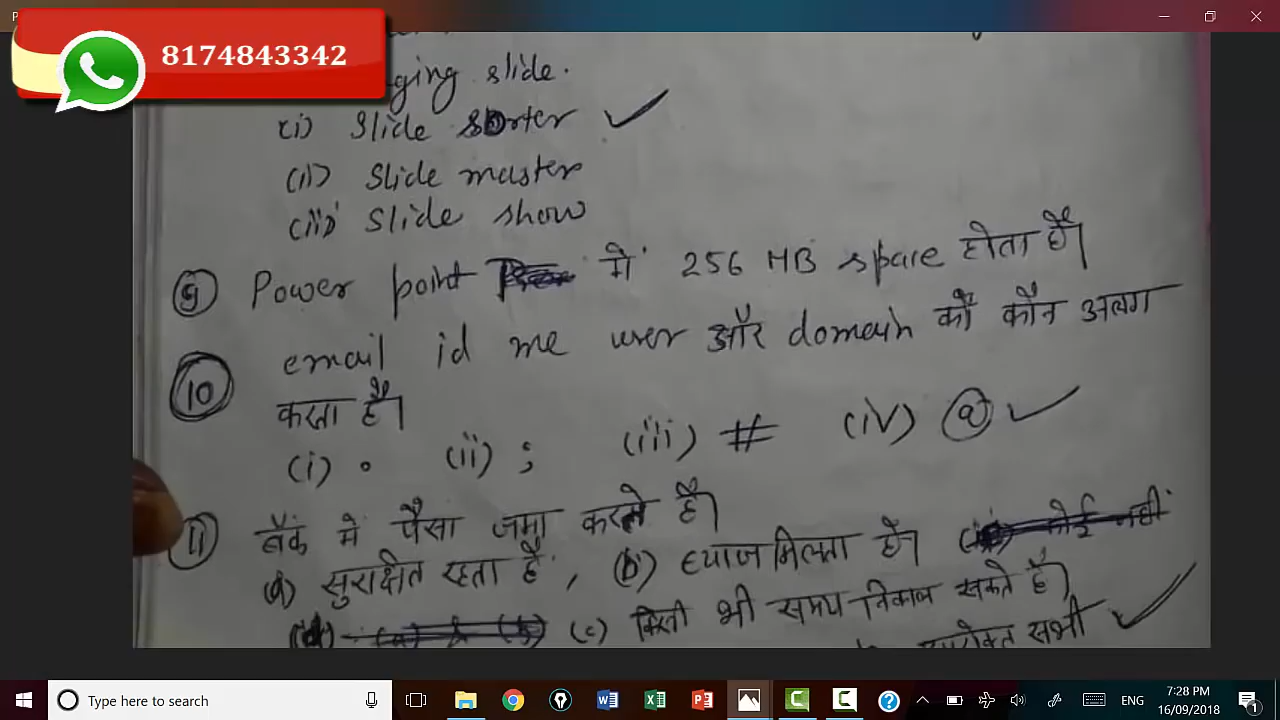 8174843342
ging slide.
(i) Slide sorter ✓
(ii) Slide master
(iii) Slide show
9 Power point में 256 MB space होता है।
10 email id me user और domain को कौन अलग
करता है।
(i) . (ii) ; (iii) # (iv) @ ✓
11 बैंक में पैसा जमा करते है।
(a) सुरक्षित रहता है, (b) ब्याज मिलता है।
(c) किसी भी समय निकाल सकते है।
उपरोक्त सभी ✓
Type here to search
ENG
7:28 PM
16/09/2018